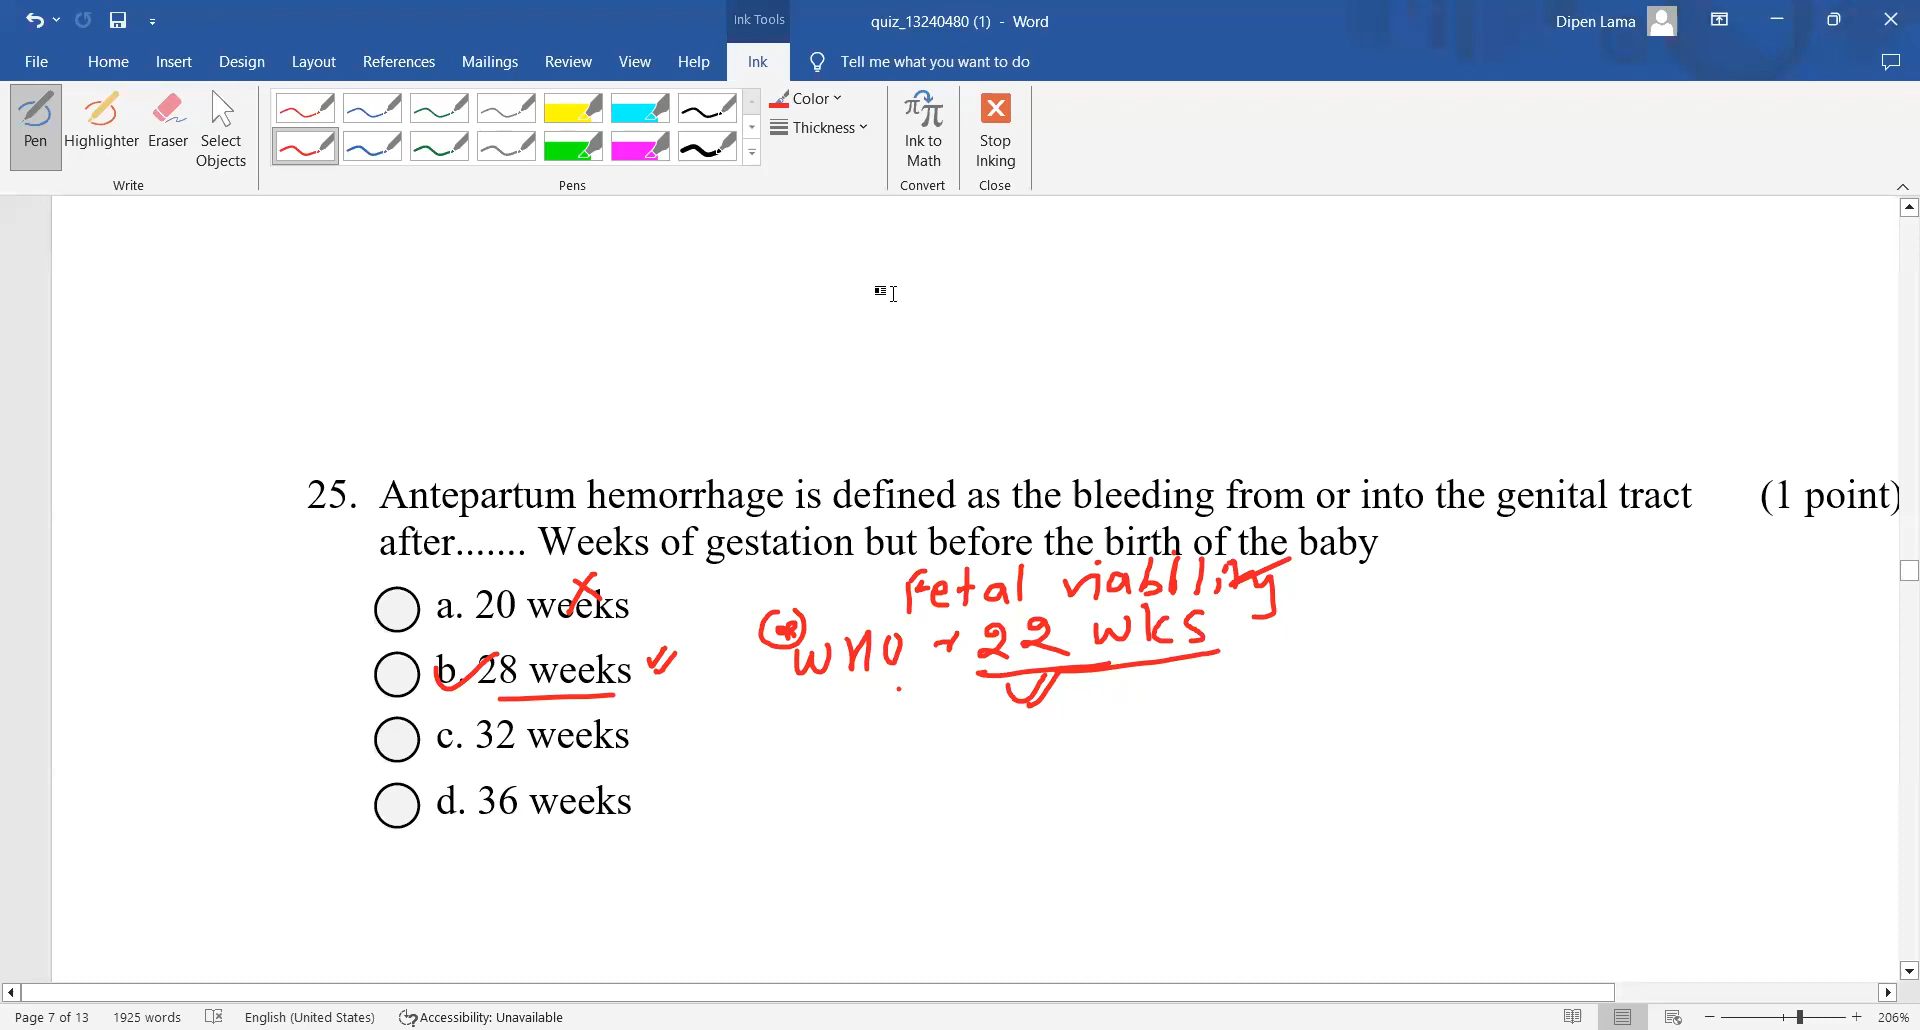 Ink Tools
quiz_13240480 (1) - Word
Dipen Lama
File Home Insert Design Layout References Mailings Review View Help Ink Tell me what you want to do
Pen Highlighter Eraser Select Objects
Color
Thickness
Ink to Math
Stop Inking
Write Pens Convert Close
25. Antepartum hemorrhage is defined as the bleeding from or into the genital tract (1 point)
after....... Weeks of gestation but before the birth of the baby
Fetal viability
a. 20 weeks
WHO → 22 wks
b. 28 weeks
c. 32 weeks
d. 36 weeks
Page 7 of 13 1925 words English (United States) Accessibility: Unavailable 206%